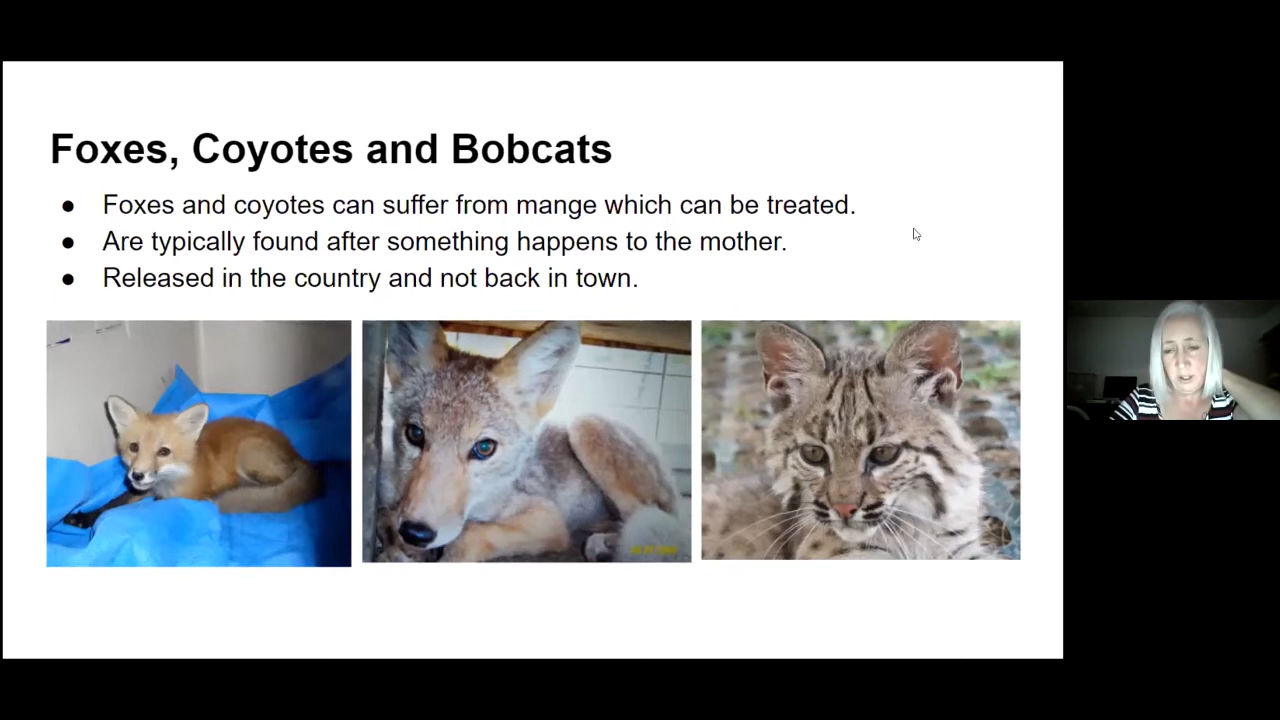 Foxes, Coyotes and Bobcats
● Foxes and coyotes can suffer from mange which can be treated.
● Are typically found after something happens to the mother.
● Released in the country and not back in town.